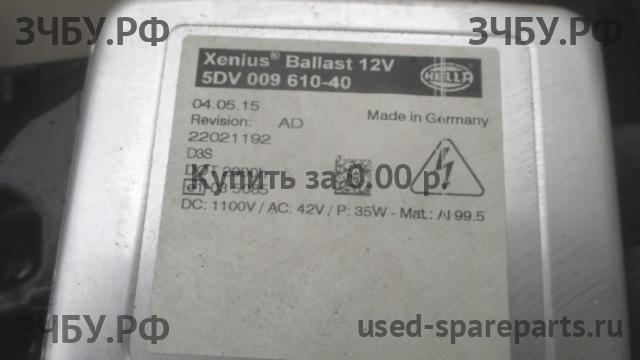 ЗЧБУ.РФ ЗЧБУ.РФ
Xenius® Ballast 12V
5DV 009 610-40
HELLA
04.05.15
Made in Germany
Revision: AD
22021192
D3S
Купить за 0.00 р.
DC: 1100V / AC: 42V / P: 35W - Mat.: Al 99.5
ЗЧБУ.РФ
used-spareparts.ru